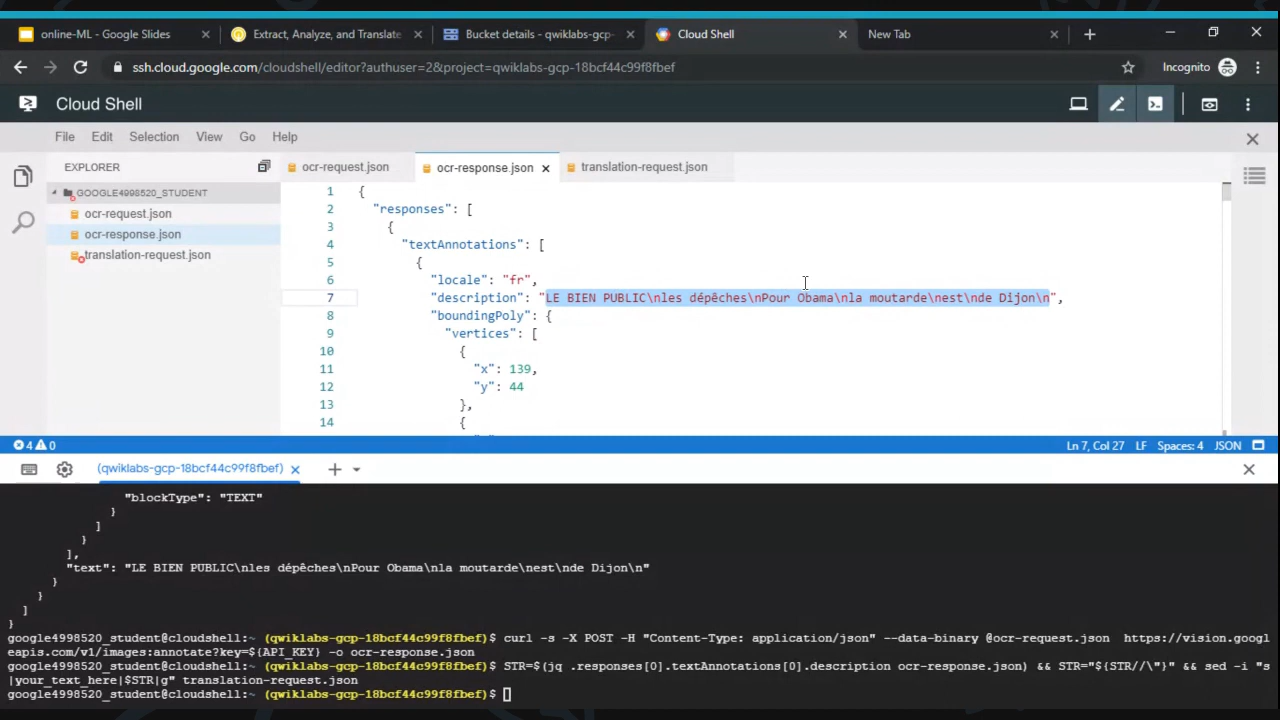 online-ML - Google Slides
Extract, Analyze, and Translate
Bucket details - qwiklabs-gcp-
Cloud Shell
New Tab
ssh.cloud.google.com/cloudshell/editor?authuser=2&project=qwiklabs-gcp-18bcf44c99f8fbef
Incognito
Cloud Shell
File Edit Selection View Go Help
EXPLORER
GOOGLE4998520_STUDENT
ocr-request.json
ocr-response.json
translation-request.json
ocr-request.json
ocr-response.json
translation-request.json
1 {
2 "responses": [
3 {
4 "textAnnotations": [
5 {
6 "locale": "fr",
7 "description": "LE BIEN PUBLIC\nles dépêches\nPour Obama\nla moutarde\nest\nde Dijon\n",
8 "boundingPoly": {
9 "vertices": [
10 {
11 "x": 139,
12 "y": 44
13 },
14 {
4 0
Ln 7, Col 27 LF Spaces: 4 JSON
(qwiklabs-gcp-18bcf44c99f8fbef)
"blockType": "TEXT"
}
]
}
],
"text": "LE BIEN PUBLIC\nles dépêches\nPour Obama\nla moutarde\nest\nde Dijon\n"
}
}
]
}
google4998520_student@cloudshell:~ (qwiklabs-gcp-18bcf44c99f8fbef)$ curl -s -X POST -H "Content-Type: application/json" --data-binary @ocr-request.json https://vision.googl
eapis.com/v1/images:annotate?key=${API_KEY} -o ocr-response.json
google4998520_student@cloudshell:~ (qwiklabs-gcp-18bcf44c99f8fbef)$ STR=$(jq .responses[0].textAnnotations[0].description ocr-response.json) && STR="${STR//\"}" && sed -i "s
|your_text_here|$STR|g" translation-request.json
google4998520_student@cloudshell:~ (qwiklabs-gcp-18bcf44c99f8fbef)$